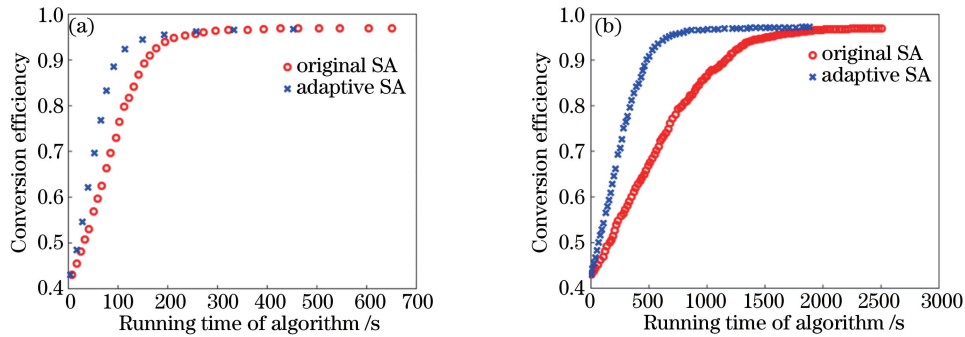 (a)
1.0
0.9
0.8
0.7
0.6
0.5
0.4
Conversion efficiency
original SA
adaptive SA
0 100 200 300 400 500 600 700
Running time of algorithm /s
(b)
1.0
0.9
0.8
0.7
0.6
0.5
0.4
Conversion efficiency
original SA
adaptive SA
0 500 1000 1500 2000 2500 3000
Running time of algorithm /s